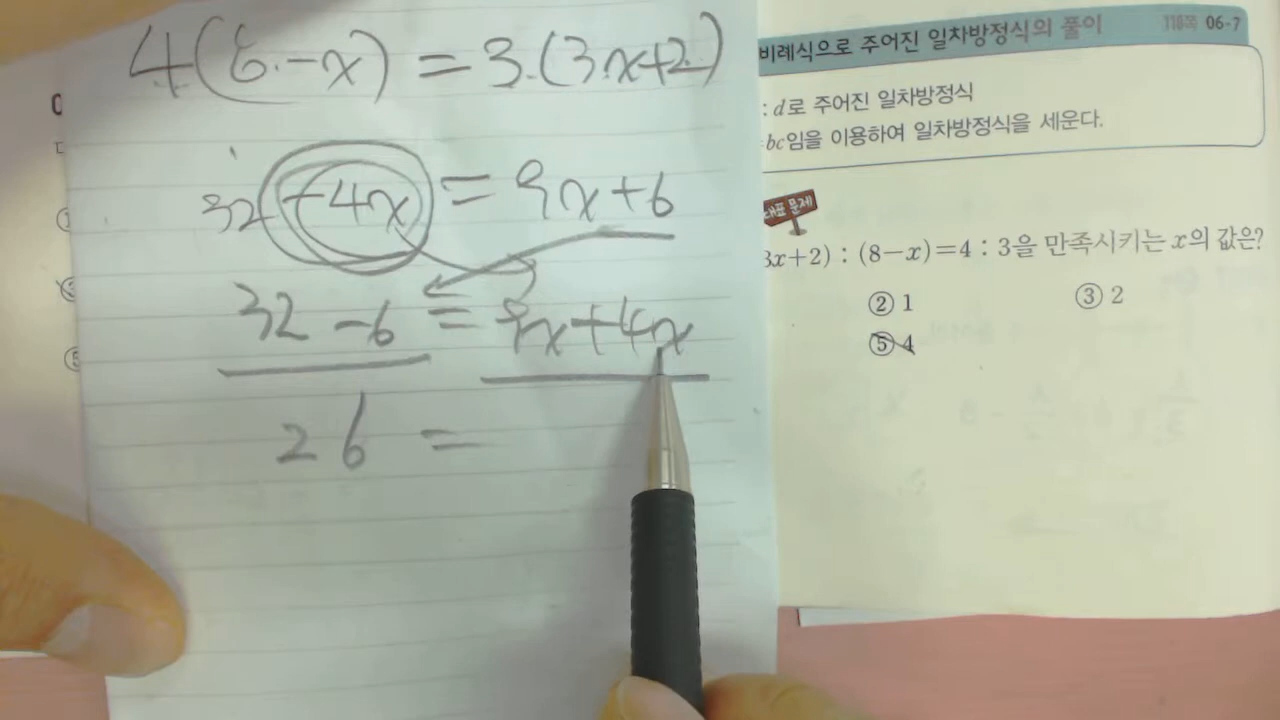 4(8-x) = 3(3x+2)
32 -4x = 9x+6
32 -6 = 9x+4x
26 =
비례식으로 주어진 일차방정식의 풀이 118쪽 06-7
: d로 주어진 일차방정식
=bc임을 이용하여 일차방정식을 세운다.
대표 문제
3x+2) : (8-x)=4 : 3을 만족시키는 x의 값은?
② 1 ③ 2
⑤ 4